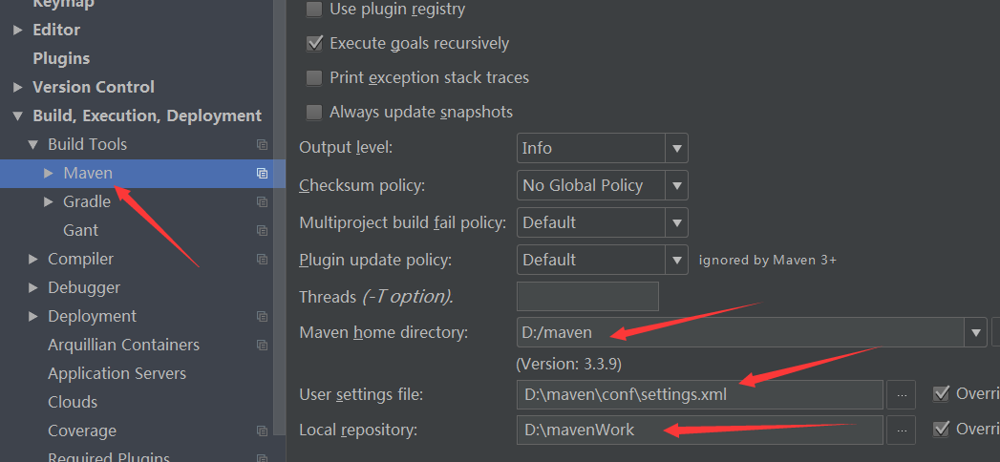 Keymap
Editor
Plugins
Version Control
Build, Execution, Deployment
Build Tools
Maven
Gradle
Gant
Compiler
Debugger
Deployment
Arquillian Containers
Application Servers
Clouds
Coverage
Required Plugins
Use plugin registry
Execute goals recursively
Print exception stack traces
Always update snapshots
Output level: Info
Checksum policy: No Global Policy
Multiproject build fail policy: Default
Plugin update policy: Default ignored by Maven 3+
Threads (-T option).
Maven home directory: D:/maven
(Version: 3.3.9)
User settings file: D:\maven\conf\settings.xml ... Overri
Local repository: D:\mavenWork ... Overri